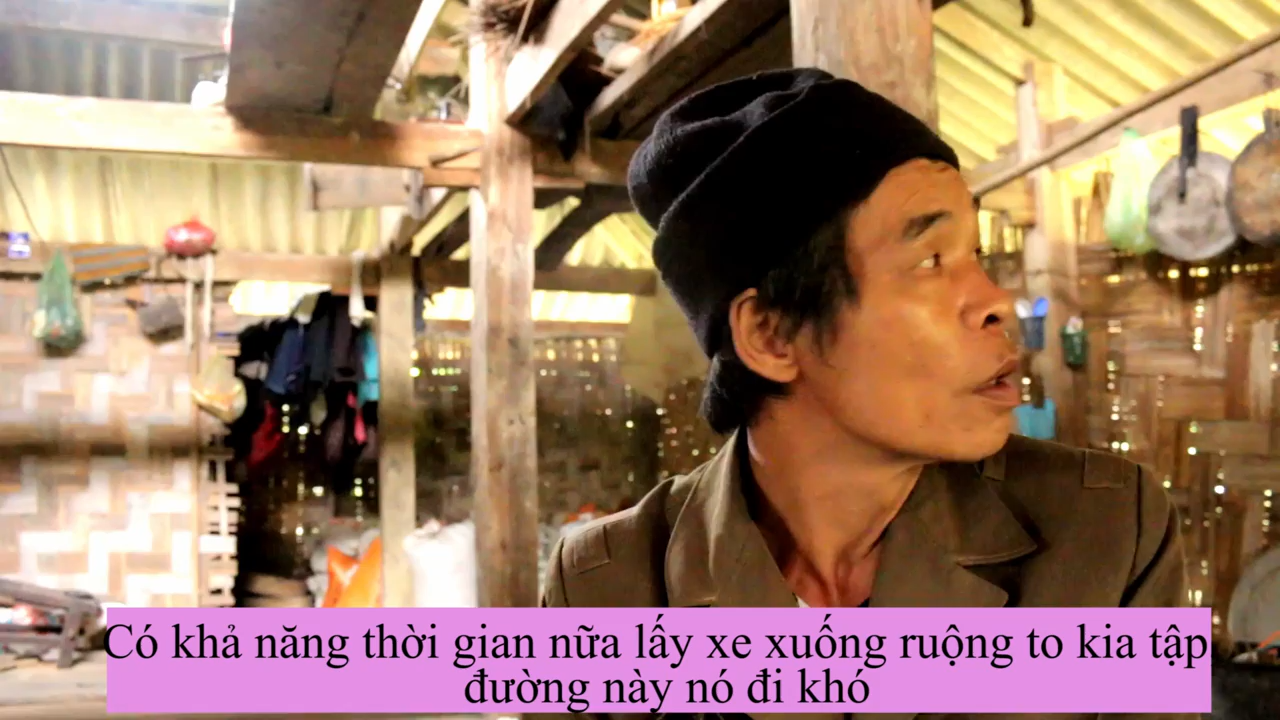 Có khả năng thời gian nữa lấy xe xuống ruộng to kia tập
đường này nó đi khó